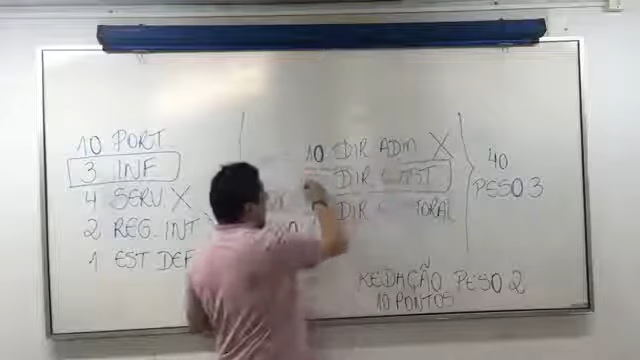 10 PORT
3 INF
4 SERV. X
2 REG. INT
1 EST DEF
10 DIR ADM X
DIR
DIR
40
PESO 3
REDAÇÃO PESO 2
10 PONTOS